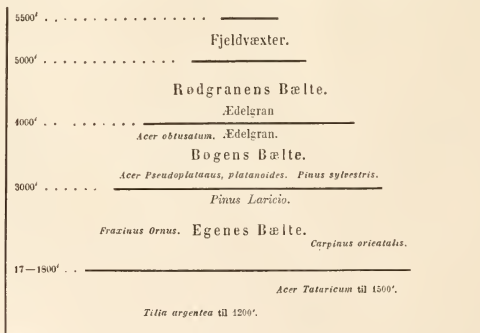 5500'
Fjeldvæxter.
5000'
Rødgranens Bælte.
Ædelgran
4000'
Acer obtusatum. Ædelgran.
Bøgens Bælte.
Acer Pseudoplatanus, platanoides. Pinus sylvestris.
3000'
Pinus Laricio.
Fraxinus Ornus. Egenes Bælte.
Carpinus orientalis.
17—1800'
Acer Tataricum til 1500'.
Tilia argentea til 1200'.